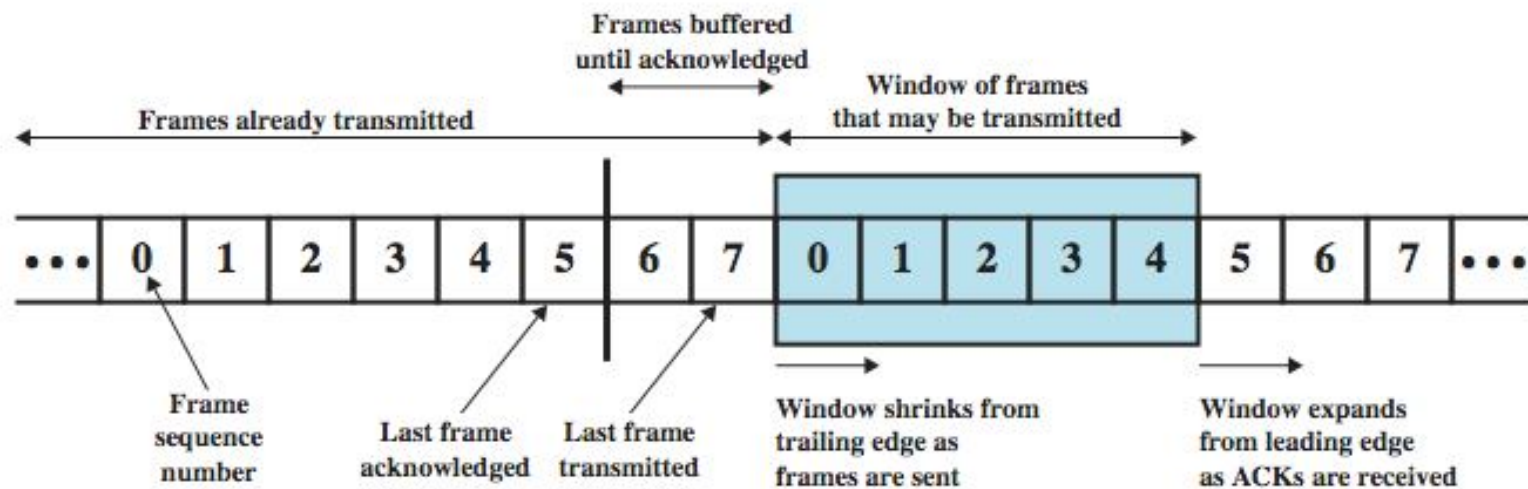 Frames buffered
until acknowledged
Window of frames
that may be transmitted
Frames already transmitted
••• 0 1 2 3 4 5 6 7 0 1 2 3 4 5 6 7 •••
Frame
sequence
number
Last frame
acknowledged
Last frame
transmitted
Window shrinks from
trailing edge as
frames are sent
Window expands
from leading edge
as ACKs are received